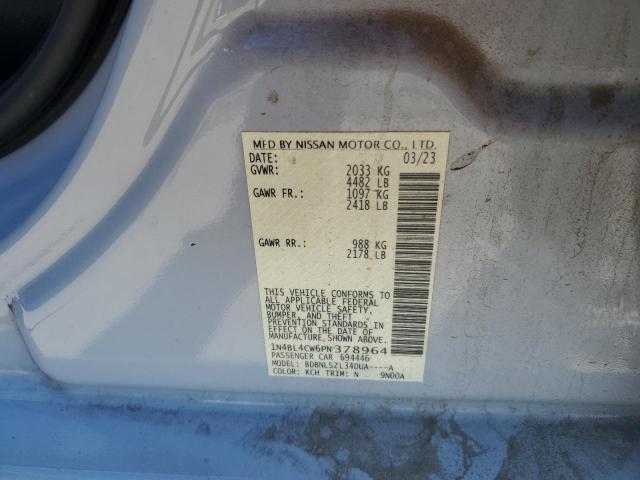 MFD BY NISSAN MOTOR CO., LTD.
DATE: 03/23
GVWR: 2033 KG
4482 LB
GAWR FR.: 1097 KG
2418 LB
GAWR RR.: 988 KG
2178 LB
THIS VEHICLE CONFORMS TO
ALL APPLICABLE FEDERAL
MOTOR VEHICLE SAFETY,
BUMPER, AND THEFT
PREVENTION STANDARDS IN
EFFECT ON THE DATE OF
MANUFACTURE, SHOWN ABOVE.
1N4BL4CW6PN378964
PASSENGER CAR 694446
MODEL: BDBNLSZL34DUA----A
COLOR: KCH TRIM: N 9N00A